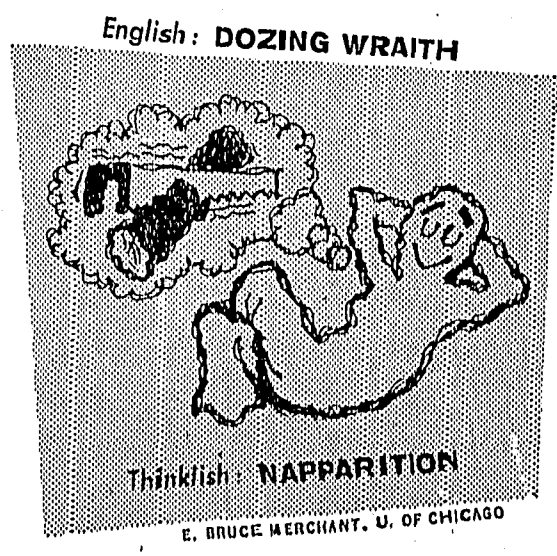 English: DOZING WRAITH
Thinklish: NAPPARITION
E. BRUCE MERCHANT, U. OF CHICAGO